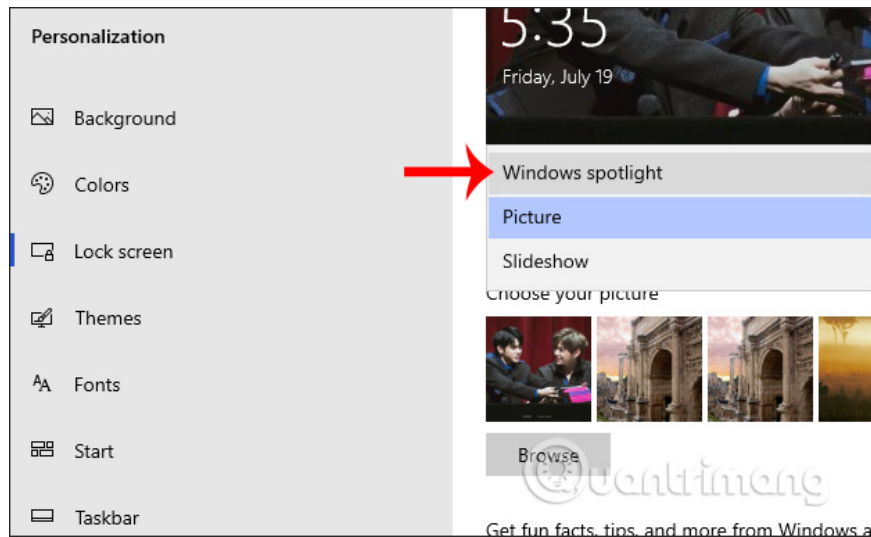 Personalization
Background
Colors
Lock screen
Themes
Fonts
Start
Taskbar
5:35
Friday, July 19
Windows spotlight
Picture
Slideshow
Choose your picture
Browse
Quantrimang
Get fun facts, tips, and more from Windows a